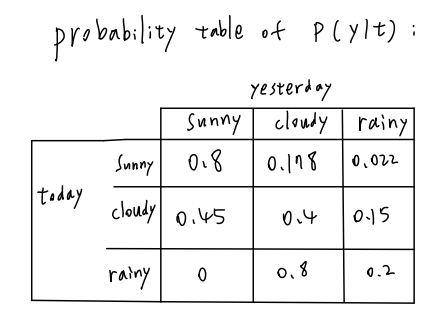 probability table of P(y|t) :
yesterday
sunny cloudy rainy
today
sunny 0.8 0.178 0.022
cloudy 0.45 0.4 0.15
rainy 0 0.8 0.2